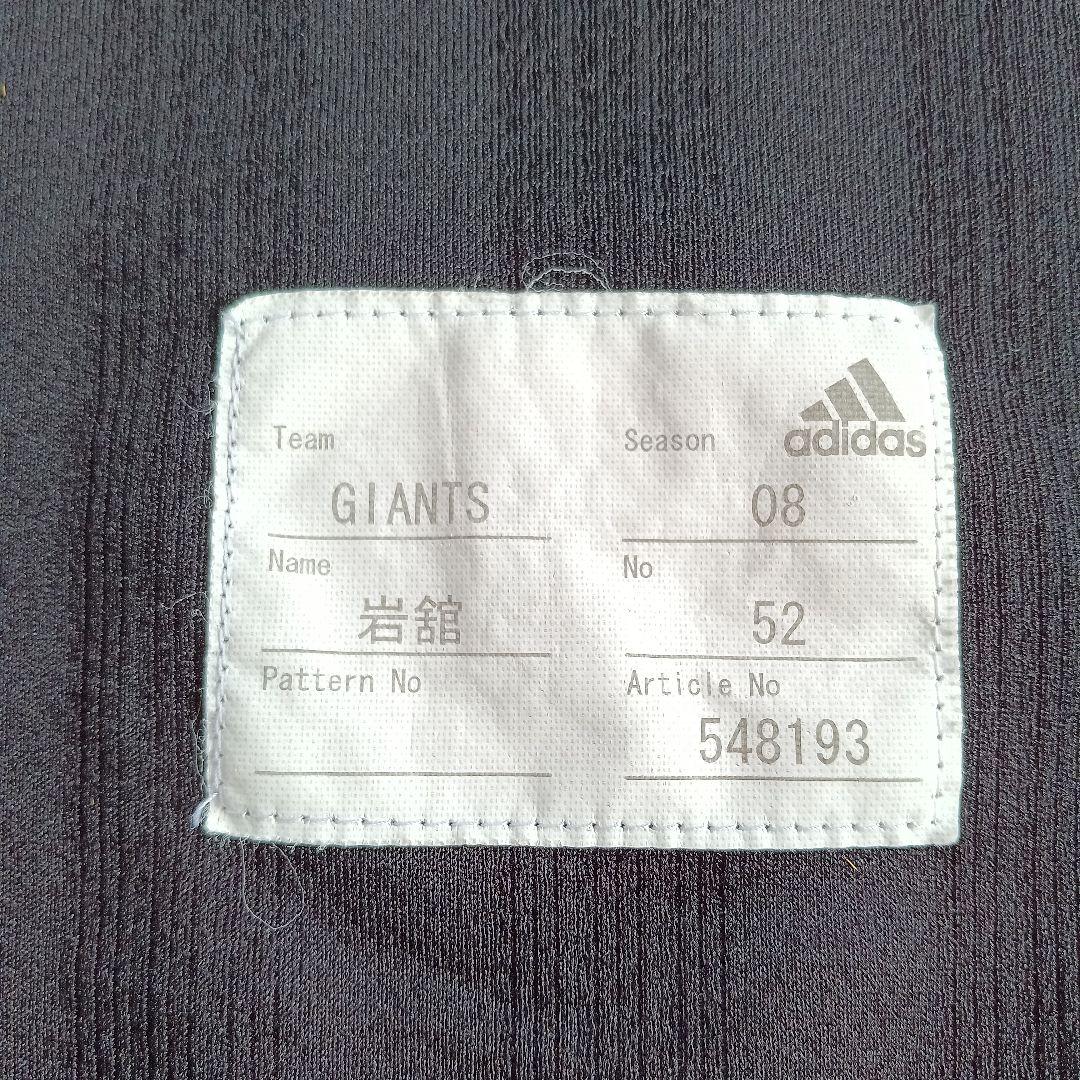 adidas
Team Season
GIANTS 08
Name No
岩舘 52
Pattern No Article No
548193